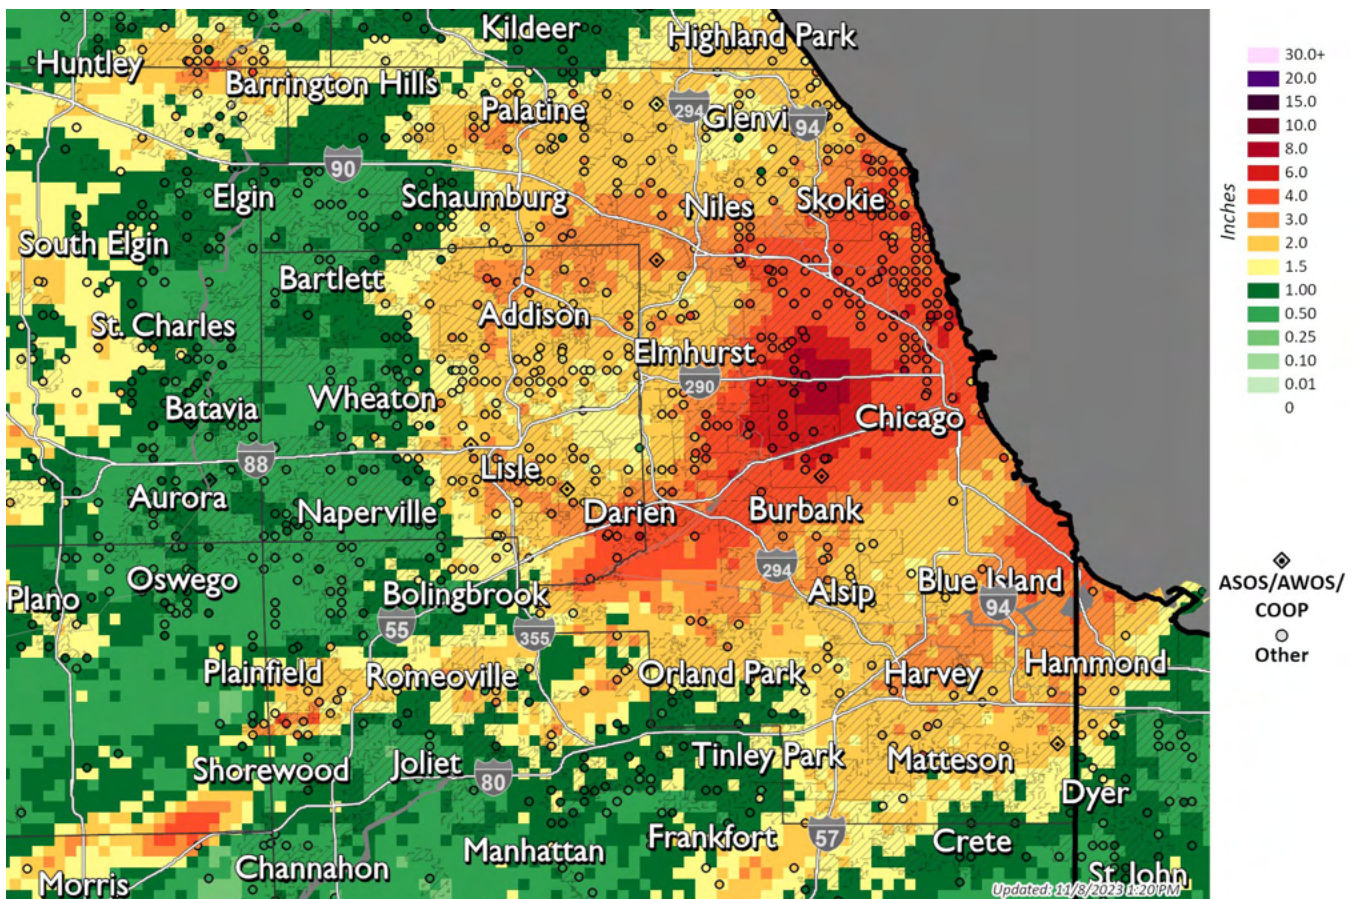 Kildeer
Highland Park
Huntley
Barrington Hills
Palatine
294
Glenvi
94
90
Elgin
Schaumburg
Niles
Skokie
South Elgin
Bartlett
St. Charles
Addison
Elmhurst
290
Batavia
Wheaton
Chicago
88
Lisle
Aurora
Naperville
Darien
Burbank
294
Oswego
Plano
Bolingbrook
Alsip
Blue Island
94
55
355
Plainfield
Romeoville
Orland Park
Harvey
Hammond
Shorewood
Joliet
80
Tinley Park
Matteson
Dyer
Frankfort
57
Crete
Manhattan
Channahon
Morris
St. John
Updated: 11/8/2023 1:20 PM
Inches
30.0+
20.0
15.0
10.0
8.0
6.0
4.0
3.0
2.0
1.5
1.00
0.50
0.25
0.10
0.01
0
ASOS/AWOS/
COOP
Other